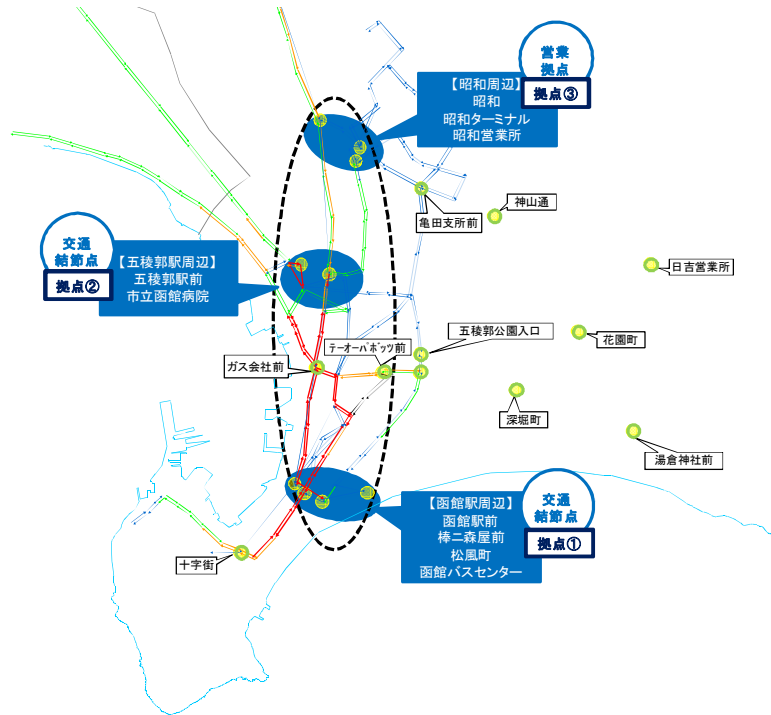 営業
拠点
拠点③
【昭和周辺】
昭和
昭和ターミナル
昭和営業所
神山通
亀田支所前
交通
結節点
拠点②
【五稜郭駅周辺】
五稜郭駅前
市立函館病院
日吉営業所
五稜郭公園入口
花園町
テーオーパポッツ前
ガス会社前
深堀町
湯倉神社前
交通
結節点
拠点①
【函館駅周辺】
函館駅前
棒二森屋前
松風町
函館バスセンター
十字街